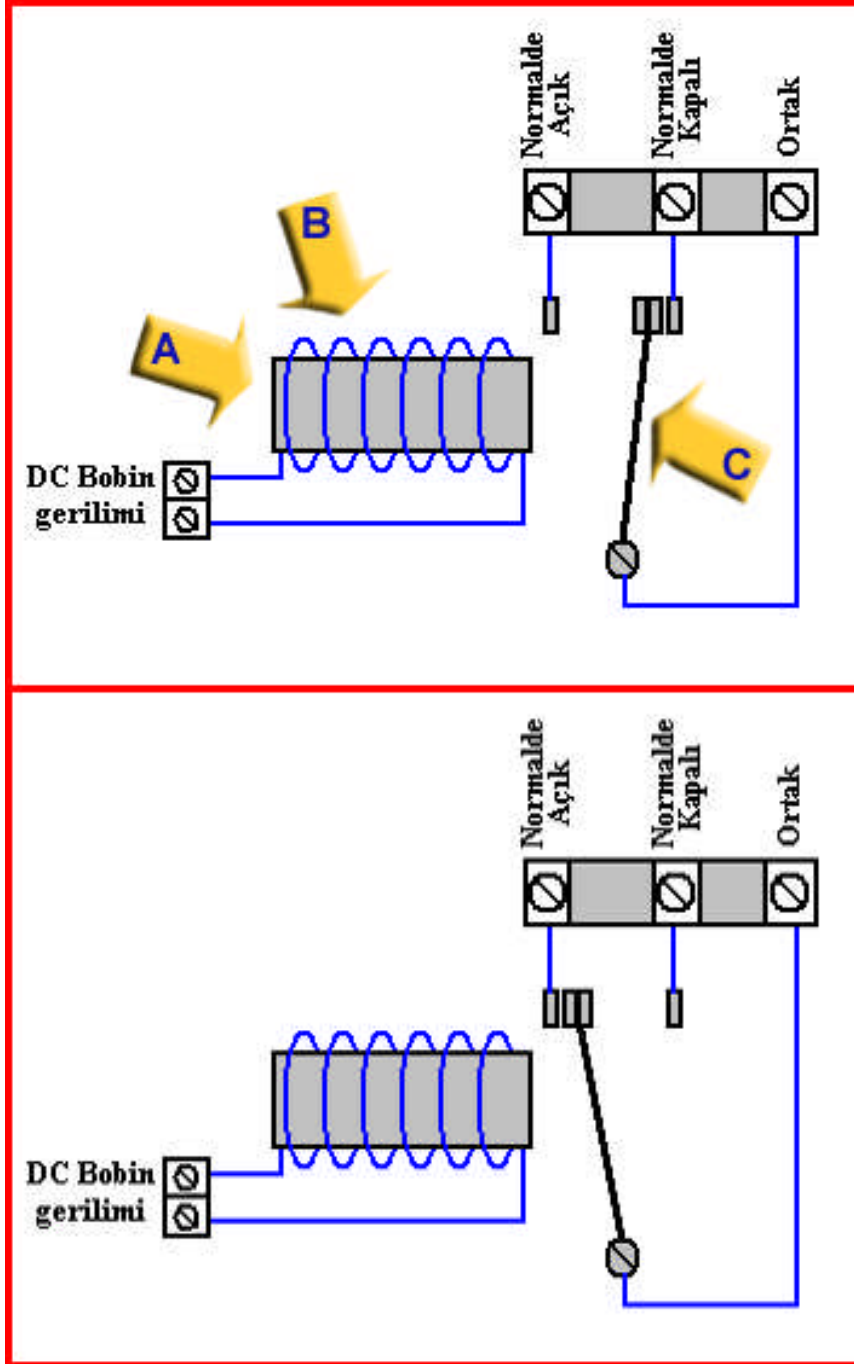 Normalde
Açık
Normalde
Kapalı
Ortak
B
A
C
DC Bobin
gerilimi
Normalde
Açık
Normalde
Kapalı
Ortak
DC Bobin
gerilimi